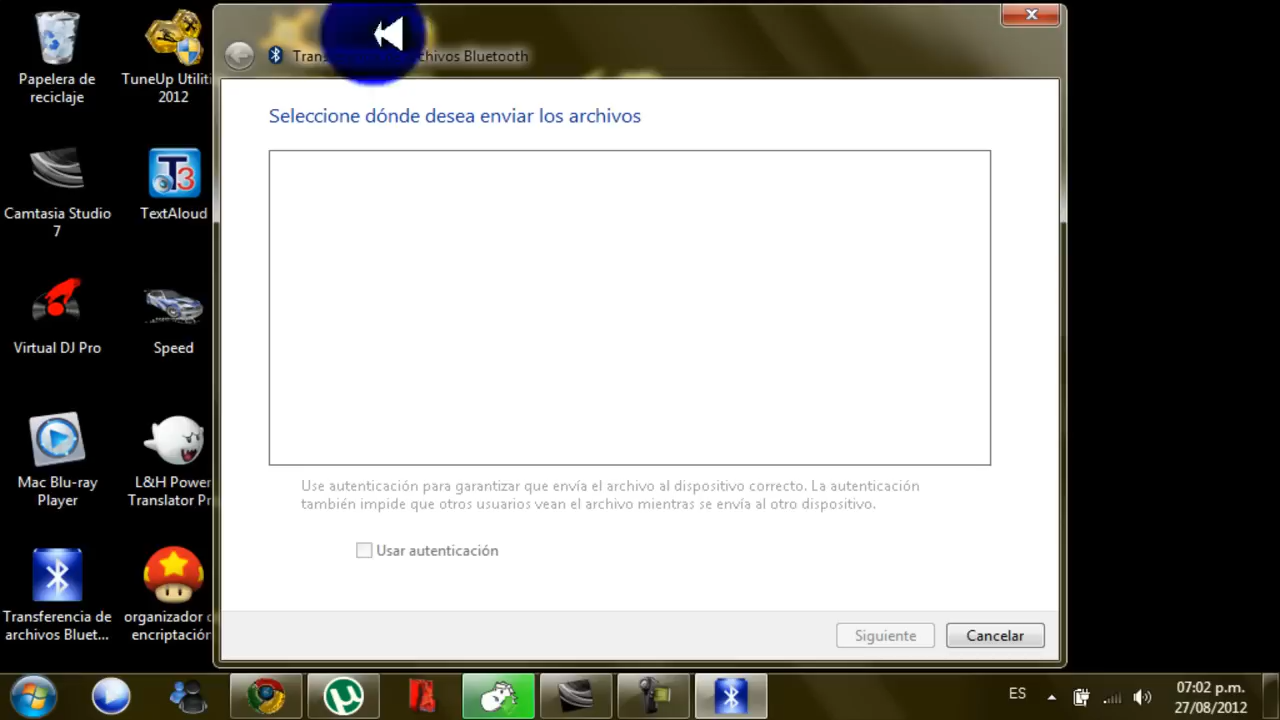 Papelera de
reciclaje
TuneUp Utiliti
2012
Camtasia Studio
7
TextAloud
Virtual DJ Pro
Speed
Mac Blu-ray
Player
L&H Power
Translator Pr
Transferencia de
archivos Bluet...
organizador
encriptación
Bluetooth
Seleccione dónde desea enviar los archivos
Use autenticación para garantizar que envía el archivo al dispositivo correcto. La autenticación
también impide que otros usuarios vean el archivo mientras se envía al otro dispositivo.
Usar autenticación
Siguiente
Cancelar
ES
07:02 p.m.
27/08/2012